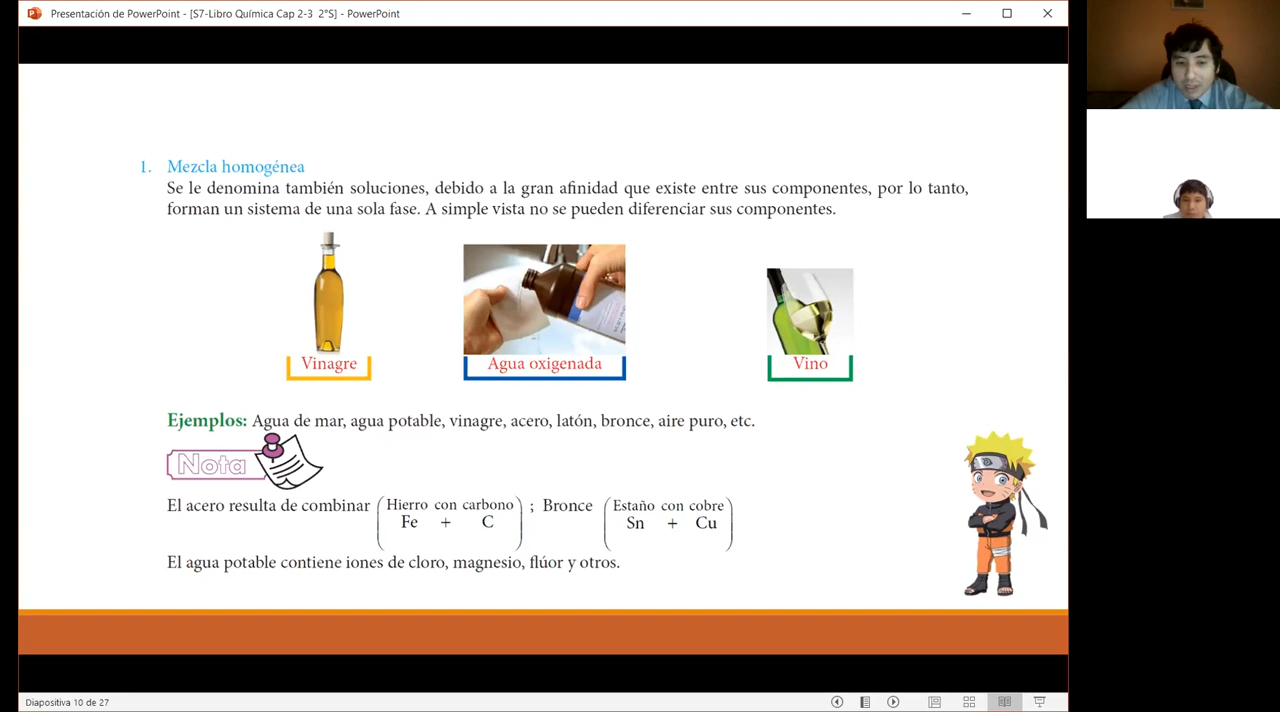 Presentación de PowerPoint - [S7-Libro Química Cap 2-3 2°S] - PowerPoint
1. Mezcla homogénea
Se le denomina también soluciones, debido a la gran afinidad que existe entre sus componentes, por lo tanto,
forman un sistema de una sola fase. A simple vista no se pueden diferenciar sus componentes.
Vinagre
Agua oxigenada
Vino
Ejemplos: Agua de mar, agua potable, vinagre, acero, latón, bronce, aire puro, etc.
Nota
El acero resulta de combinar (Hierro con carbono) ; Bronce (Estaño con cobre)
Fe + C Sn + Cu
El agua potable contiene iones de cloro, magnesio, flúor y otros.
Diapositiva 10 de 27